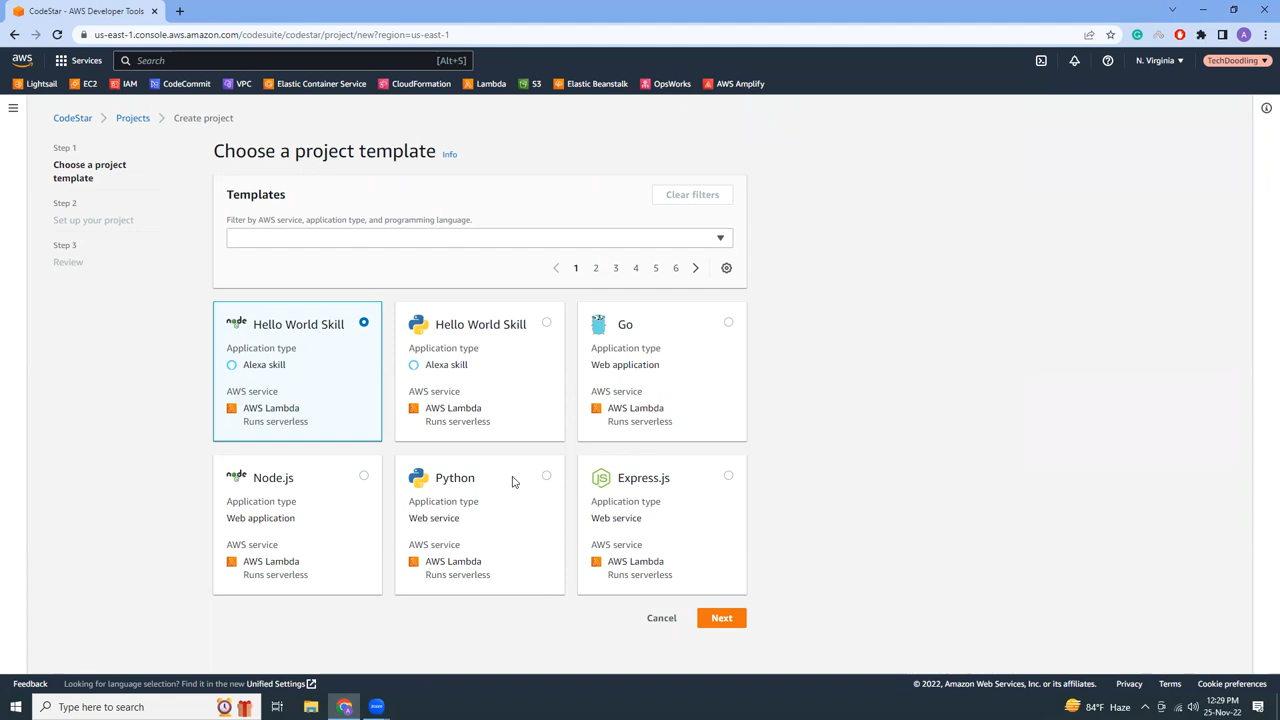 CodeStar - AWS Developer Tools
us-east-1.console.aws.amazon.com/codesuite/codestar/project/new?region=us-east-1
A
aws Services Search [Alt+S] N. Virginia TechDoodling
Lightsail EC2 IAM CodeCommit VPC Elastic Container Service CloudFormation Lambda S3 Elastic Beanstalk OpsWorks AWS Amplify
CodeStar Projects Create project
Step 1
Choose a project template
Step 2
Set up your project
Step 3
Review
Choose a project template Info
Templates Clear filters
Filter by AWS service, application type, and programming language.
1 2 3 4 5 6
node Hello World Skill
Application type
Alexa skill
AWS service
AWS Lambda
Runs serverless
Hello World Skill
Application type
Alexa skill
AWS service
AWS Lambda
Runs serverless
Go
Application type
Web application
AWS service
AWS Lambda
Runs serverless
node Node.js
Application type
Web application
AWS service
AWS Lambda
Runs serverless
Python
Application type
Web service
AWS service
AWS Lambda
Runs serverless
JS Express.js
Application type
Web service
AWS service
AWS Lambda
Runs serverless
Cancel Next
Feedback Looking for language selection? Find it in the new Unified Settings © 2022, Amazon Web Services, Inc. or its affiliates. Privacy Terms Cookie preferences
Type here to search 84°F Haze 12:29 PM
25-Nov-22